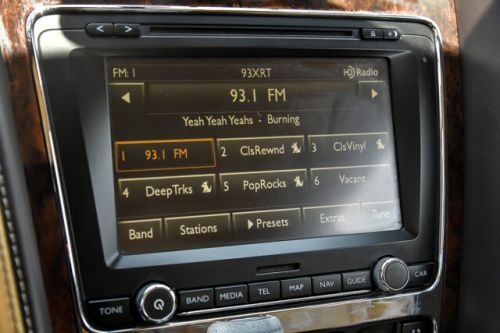 FM: 1 93XRT HD Radio
93.1 FM
Yeah Yeah Yeahs - Burning
1 93.1 FM 2 ClsRewnd 3 ClsVinyl
4 DeepTrks 5 PopRocks 6 Vacant
Band Stations Presets Extras Tune
TONE BAND MEDIA TEL MAP NAV GUIDE CAR